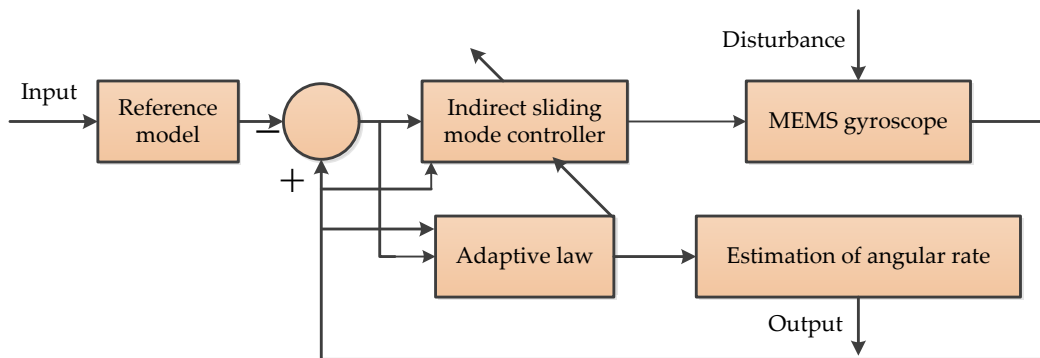 Disturbance
Input
Reference
model
−
+
Indirect sliding
mode controller
MEMS gyroscope
Adaptive law
Estimation of angular rate
Output